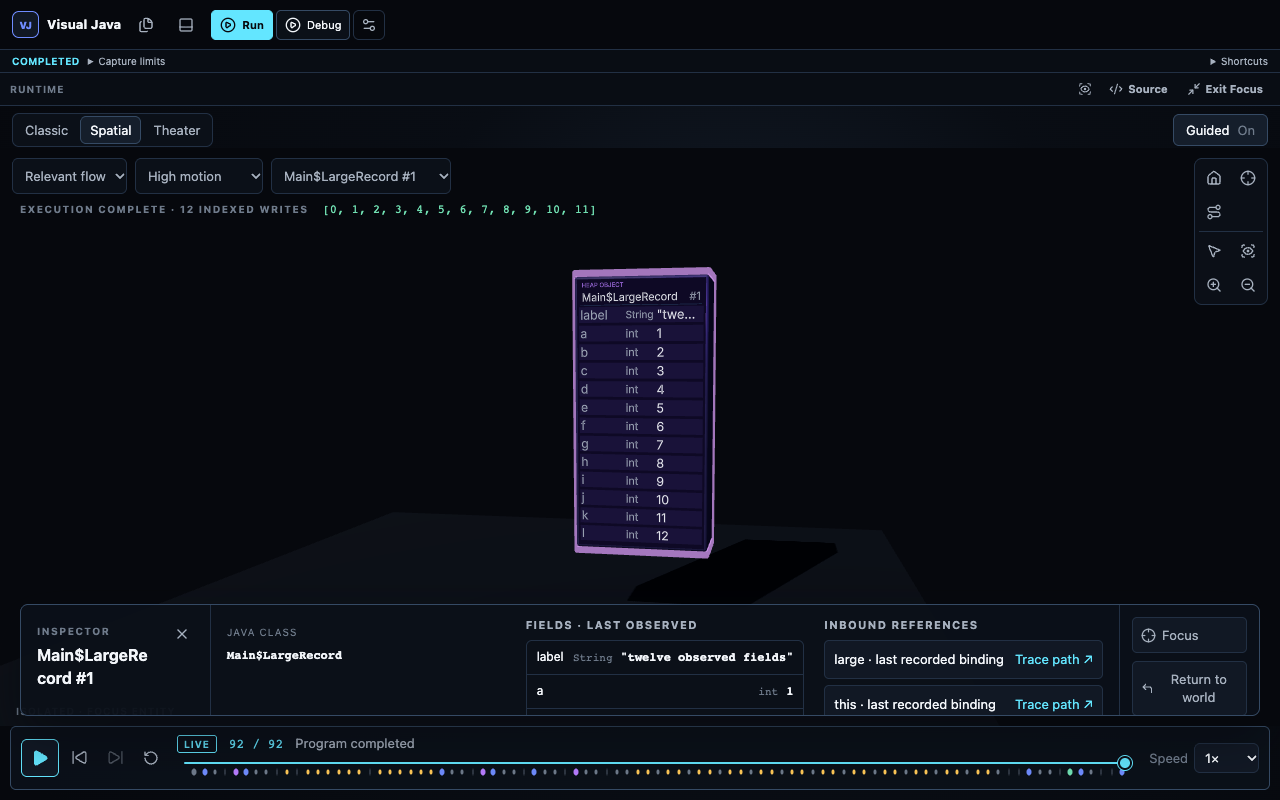 VJ Visual Java Run Debug
COMPLETED ▶ Capture limits ▶ Shortcuts
RUNTIME </> Source Exit Focus
Classic Spatial Theater Guided On
Relevant flow High motion Main$LargeRecord #1
EXECUTION COMPLETE · 12 INDEXED WRITES [0, 1, 2, 3, 4, 5, 6, 7, 8, 9, 10, 11]
HEAP OBJECT
Main$LargeRecord #1
label String "twe...
a int 1
b int 2
c int 3
d int 4
e int 5
f int 6
g int 7
h int 8
i int 9
j int 10
k int 11
l int 12
INSPECTOR
Main$LargeRe
cord #1
JAVA CLASS
Main$LargeRecord
FIELDS · LAST OBSERVED
label String "twelve observed fields"
a int 1
INBOUND REFERENCES
large · last recorded binding Trace path ↗
this · last recorded binding Trace path ↗
Focus
Return to
world
LIVE 92 / 92 Program completed
Speed 1×